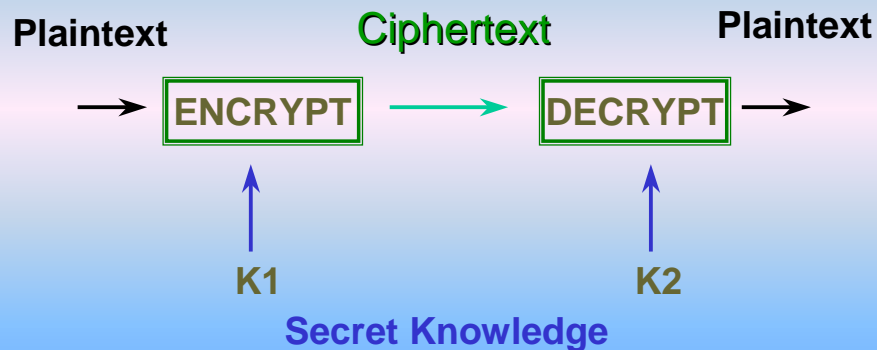 Plaintext Ciphertext Plaintext
ENCRYPT DECRYPT
K1 K2
Secret Knowledge